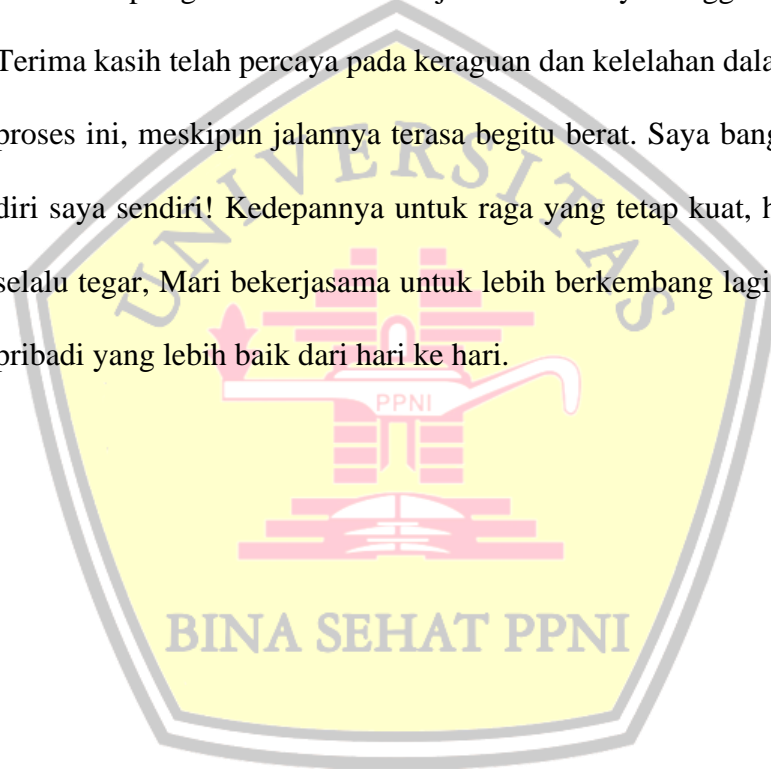 Terima kasih telah percaya pada keraguan dan kelelahan
proses ini, meskipun jalannya terasa begitu berat. Saya
diri saya sendiri! Kedepannya untuk raga yang tetap kuat,
selalu tegar, Mari bekerjasama untuk lebih berkembang lagi
pribadi yang lebih baik dari hari ke hari.
UNIVERSITAS
PPNI
BINA SEHAT PPNI